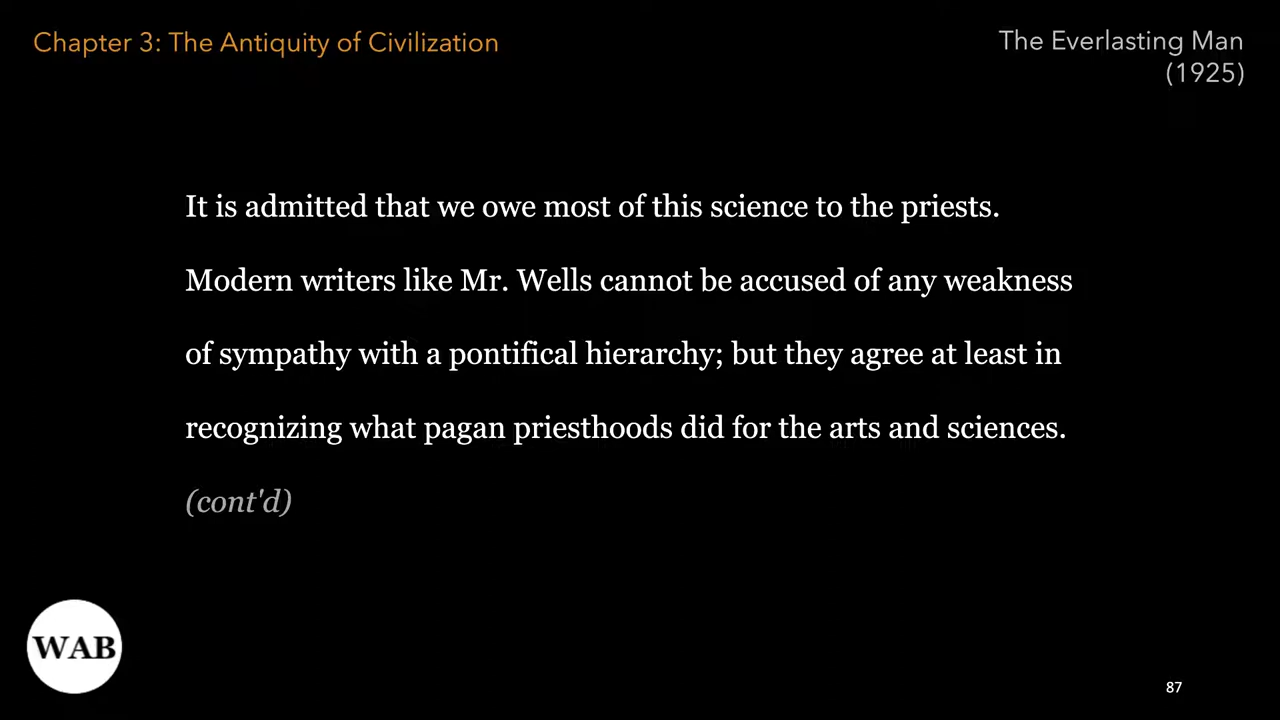 Chapter 3: The Antiquity of Civilization
The Everlasting Man
(1925)
It is admitted that we owe most of this science to the priests.
Modern writers like Mr. Wells cannot be accused of any weakness
of sympathy with a pontifical hierarchy; but they agree at least in
recognizing what pagan priesthoods did for the arts and sciences.
(cont'd)
WAB
87